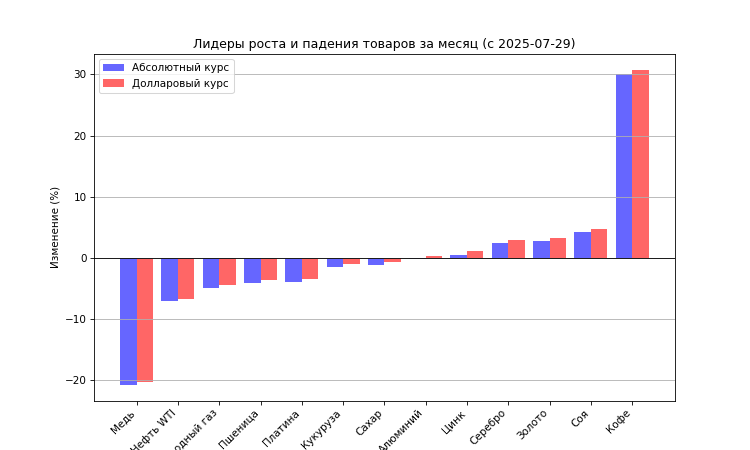 Лидеры роста и падения товаров за месяц (с 2025-07-29)
Абсолютный курс
Долларовый курс
Изменение (%)
30
20
10
0
−10
−20
Медь
Нефть WTI
одный газ
Пшеница
Платина
Кукуруза
Сахар
Алюминий
Цинк
Серебро
Золото
Соя
Кофе